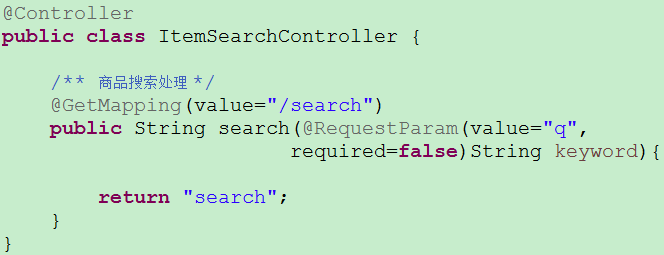 @Controller
public class ItemSearchController {
/** 商品搜索处理 */
@GetMapping(value="/search")
public String search(@RequestParam(value="q",
required=false)String keyword){
return "search";
}
}